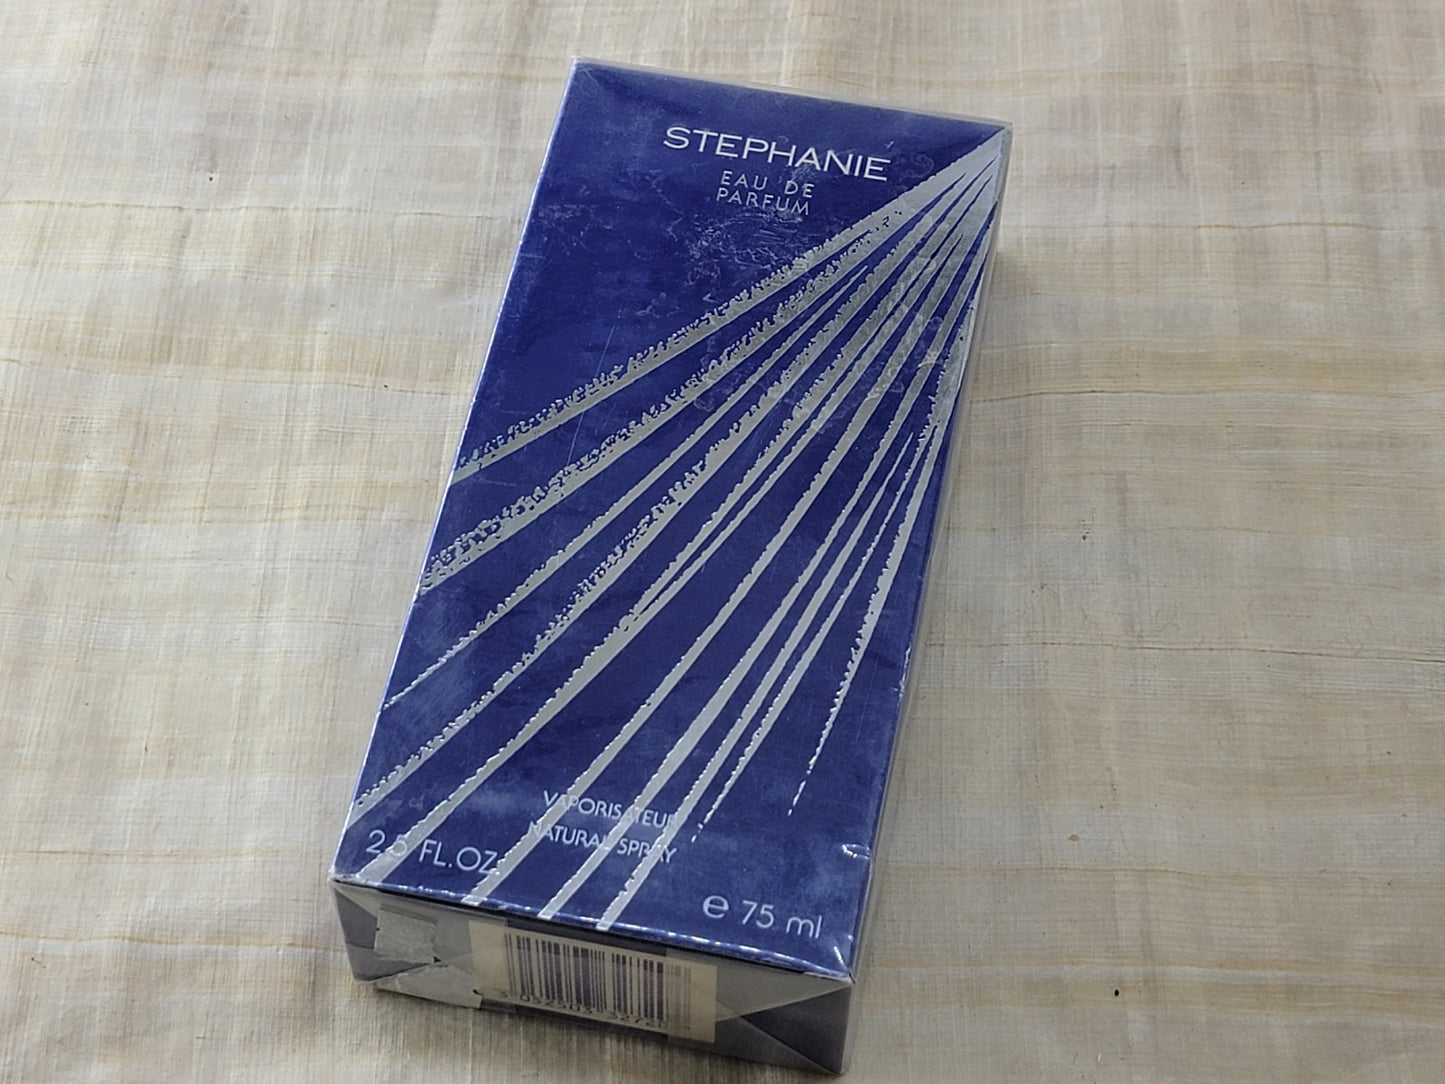 STEPHANIE
EAU DE
PARFUM
VAPORISATEUR
NATURAL SPRAY
2.5 FL.OZ.
e 75 ml